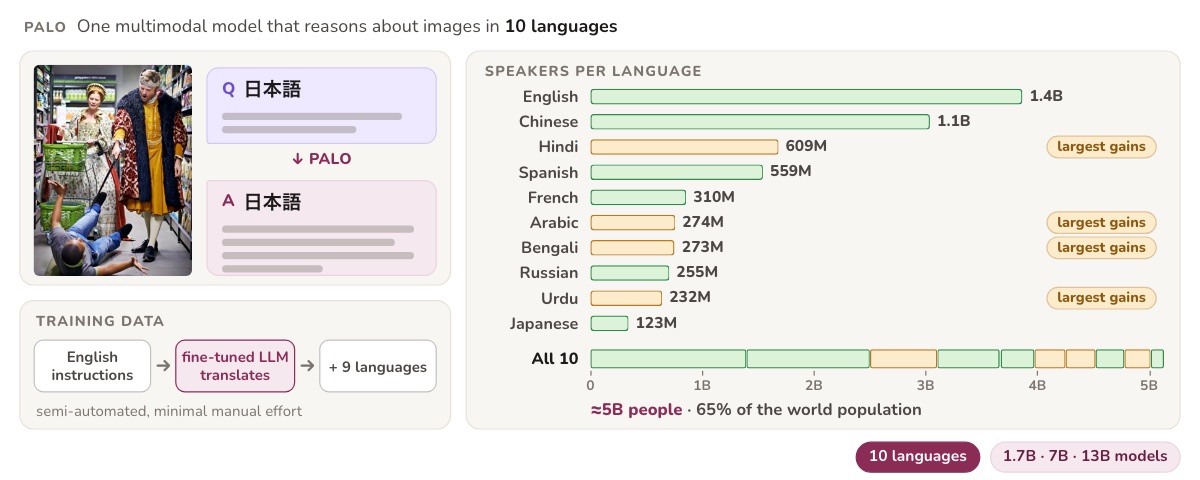 PALO One multimodal model that reasons about images in 10 languages
Q 日本語
↓ PALO
A 日本語
TRAINING DATA
English instructions
→
fine-tuned LLM translates
→
+ 9 languages
semi-automated, minimal manual effort
SPEAKERS PER LANGUAGE
English 1.4B
Chinese 1.1B
Hindi 609M largest gains
Spanish 559M
French 310M
Arabic 274M largest gains
Bengali 273M largest gains
Russian 255M
Urdu 232M largest gains
Japanese 123M
All 10
0 1B 2B 3B 4B 5B
≈5B people · 65% of the world population
10 languages
1.7B · 7B · 13B models